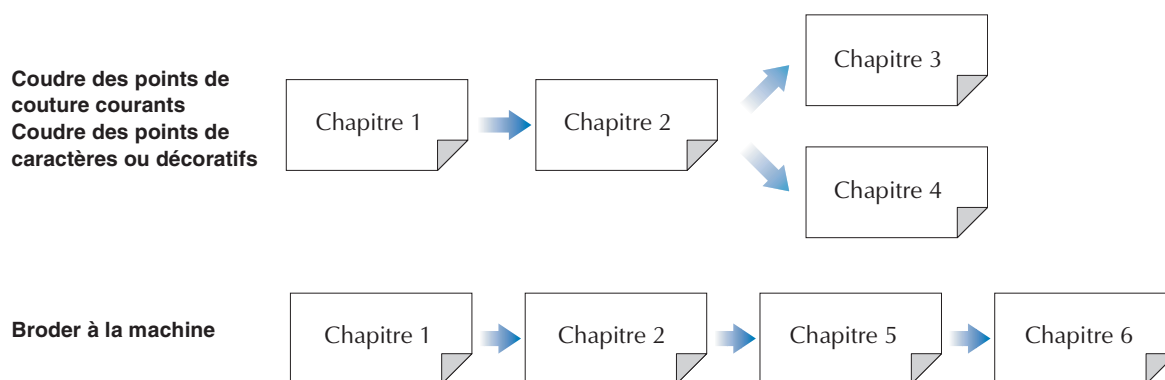 Coudre des points de
couture courants
Coudre des points de
caractères ou décoratifs
Chapitre 1
Chapitre 2
Chapitre 3
Chapitre 4
Broder à la machine
Chapitre 1
Chapitre 2
Chapitre 5
Chapitre 6